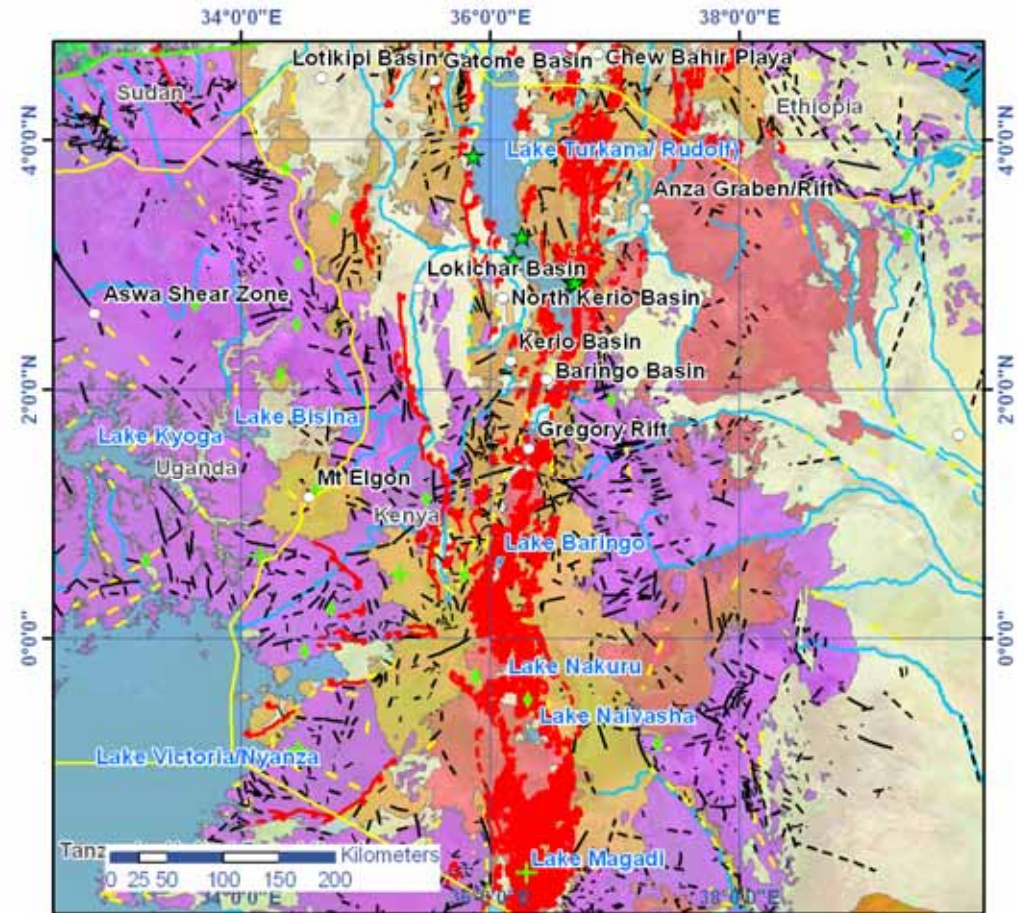 34°0'0"E 36°0'0"E 38°0'0"E
Lotikipi Basin Gatome Basin Chew Bahir Playa
Sudan
Ethiopia
4°0'0"N
4°0'0"N
Lake Turkana/ Rudolf)
Anza Graben/Rift
Lokichar Basin
Aswa Shear Zone
North Kerio Basin
Kerio Basin
Baringo Basin
2°0'0"N
2°0'0"N
Lake Bisina
Lake Kyoga
Gregory Rift
Uganda
Mt Elgon
Kenya
Lake Baringo
0°0'0"
0°0'0"
Lake Nakuru
Lake Naivasha
Lake Victoria/Nyanza
Kilometers
0 25 50 100 150 200
Lake Magadi
34°0'0"E 36°0'0"E 38°0'0"E